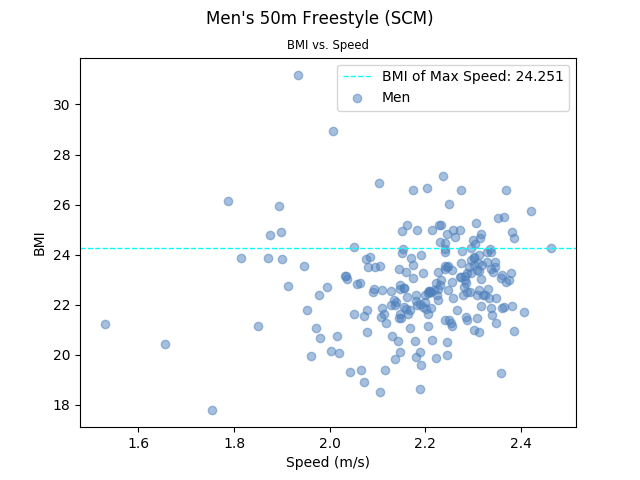 Men's 50m Freestyle (SCM)
BMI vs. Speed
BMI of Max Speed: 24.251
Men
30
28
26
24
22
20
18
BMI
1.6
1.8
2.0
2.2
2.4
Speed (m/s)